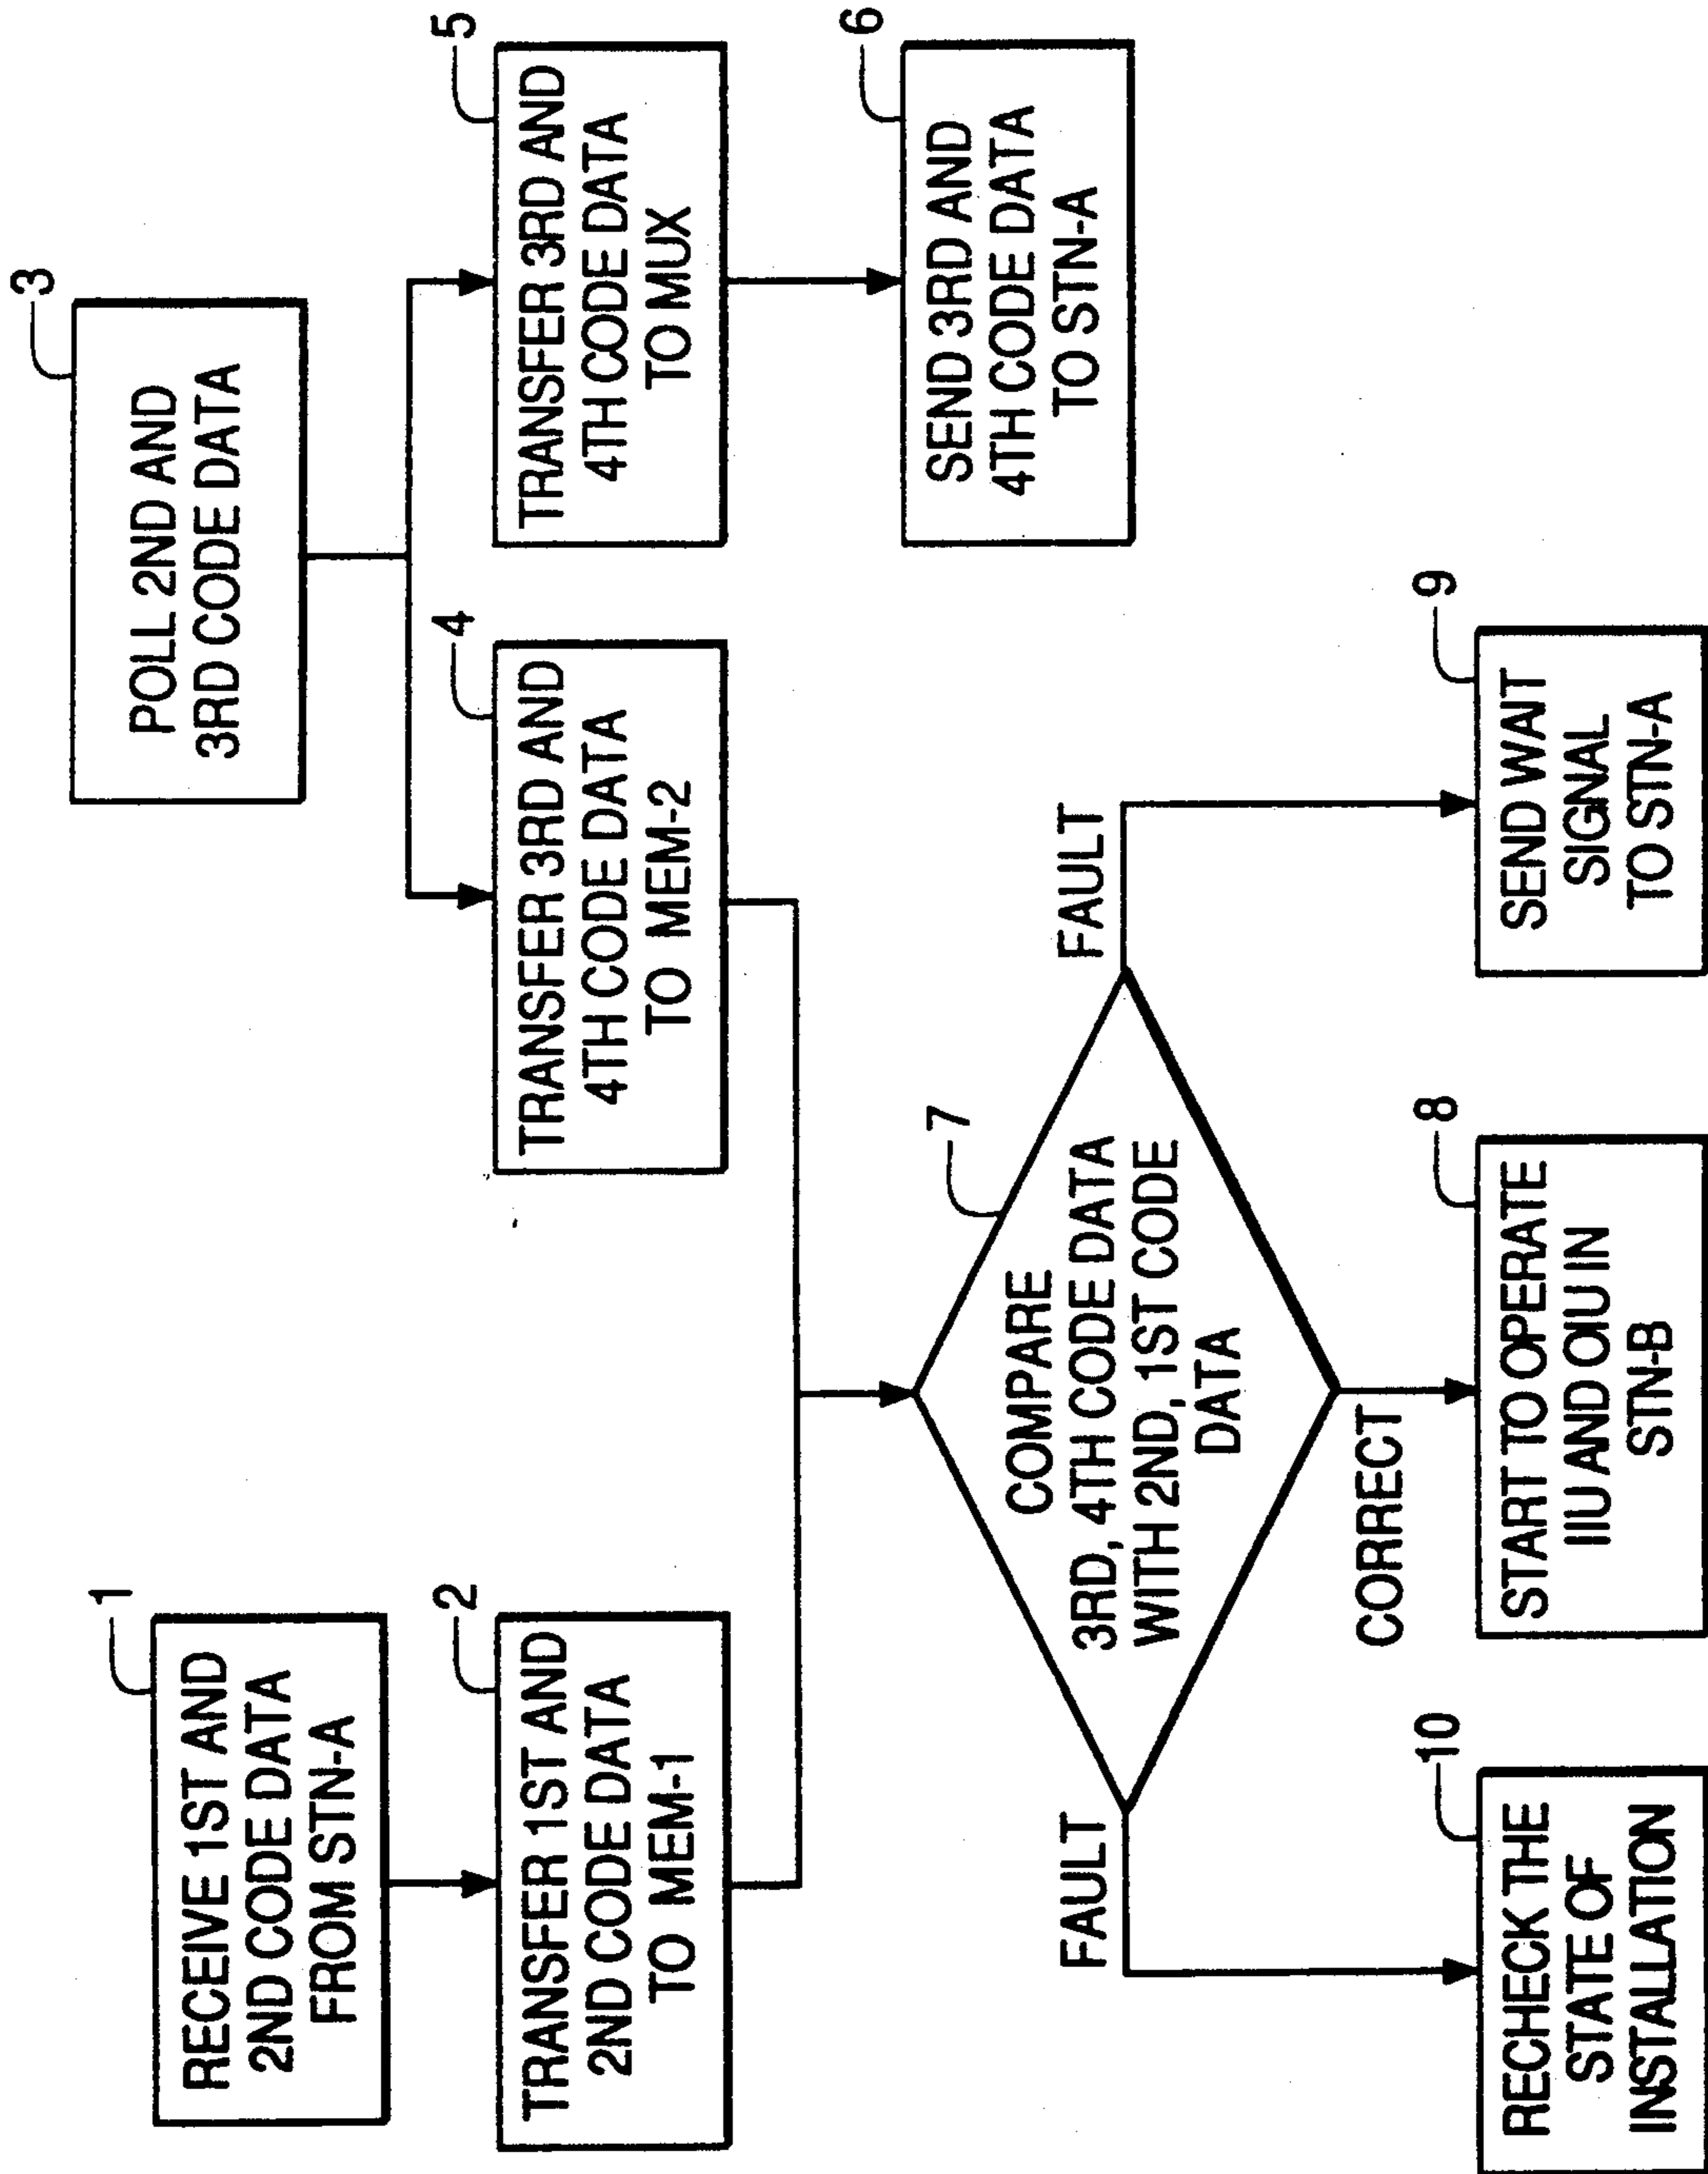 1
RECEIVE 1ST AND
2ND CODE DATA
FROM STN-A
2
TRANSFER 1ST AND
2ND CODE DATA
TO MEM-1
3
POLL 2ND AND
3RD CODE DATA
4
TRANSFER 3RD AND
4TH CODE DATA
TO MEM-2
5
TRANSFER 3RD AND
4TH CODE DATA
TO MUX
6
SEND 3RD AND
4TH CODE DATA
TO STN-A
7
COMPARE
3RD, 4TH CODE DATA
WITH 2ND, 1ST CODE
DATA
FAULT
CORRECT
FAULT
8
START TO OPERATE
IIU AND OIU IN
STN-B
9
SEND WAIT
SIGNAL
TO STN-A
10
RECHECK THE
STATE OF
INSTALLATION